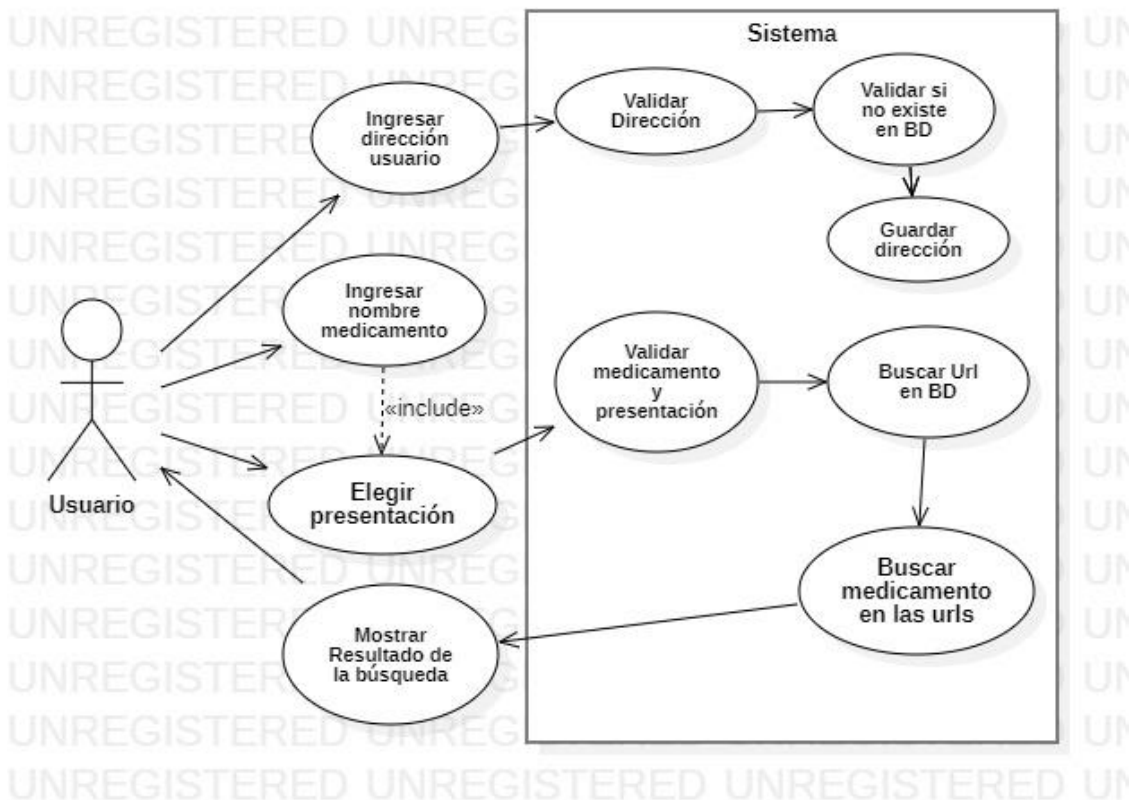 Sistema
Ingresar
dirección
usuario
Validar
Dirección
Validar si
no existe
en BD
Guardar
dirección
Ingresar
nombre
medicamento
«include»
Validar
medicamento
y
presentación
Buscar Url
en BD
Usuario
Elegir
presentación
Buscar
medicamento
en las urls
Mostrar
Resultado de
la búsqueda
UNREGISTERED UNREGISTERED UNREGISTERED UN